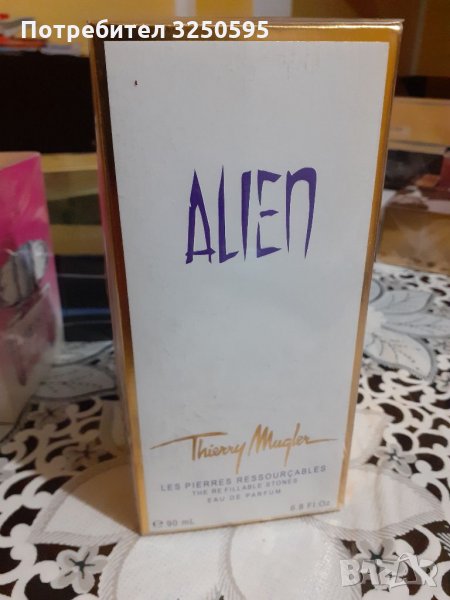 Потребител 3250595
ALIEN
Thierry Mugler
LES PIERRES RESSOURÇABLES
THE REFILLABLE STONES
EAU DE PARFUM
℮ 90 mL 6.8 Fl Oz
BAZAR